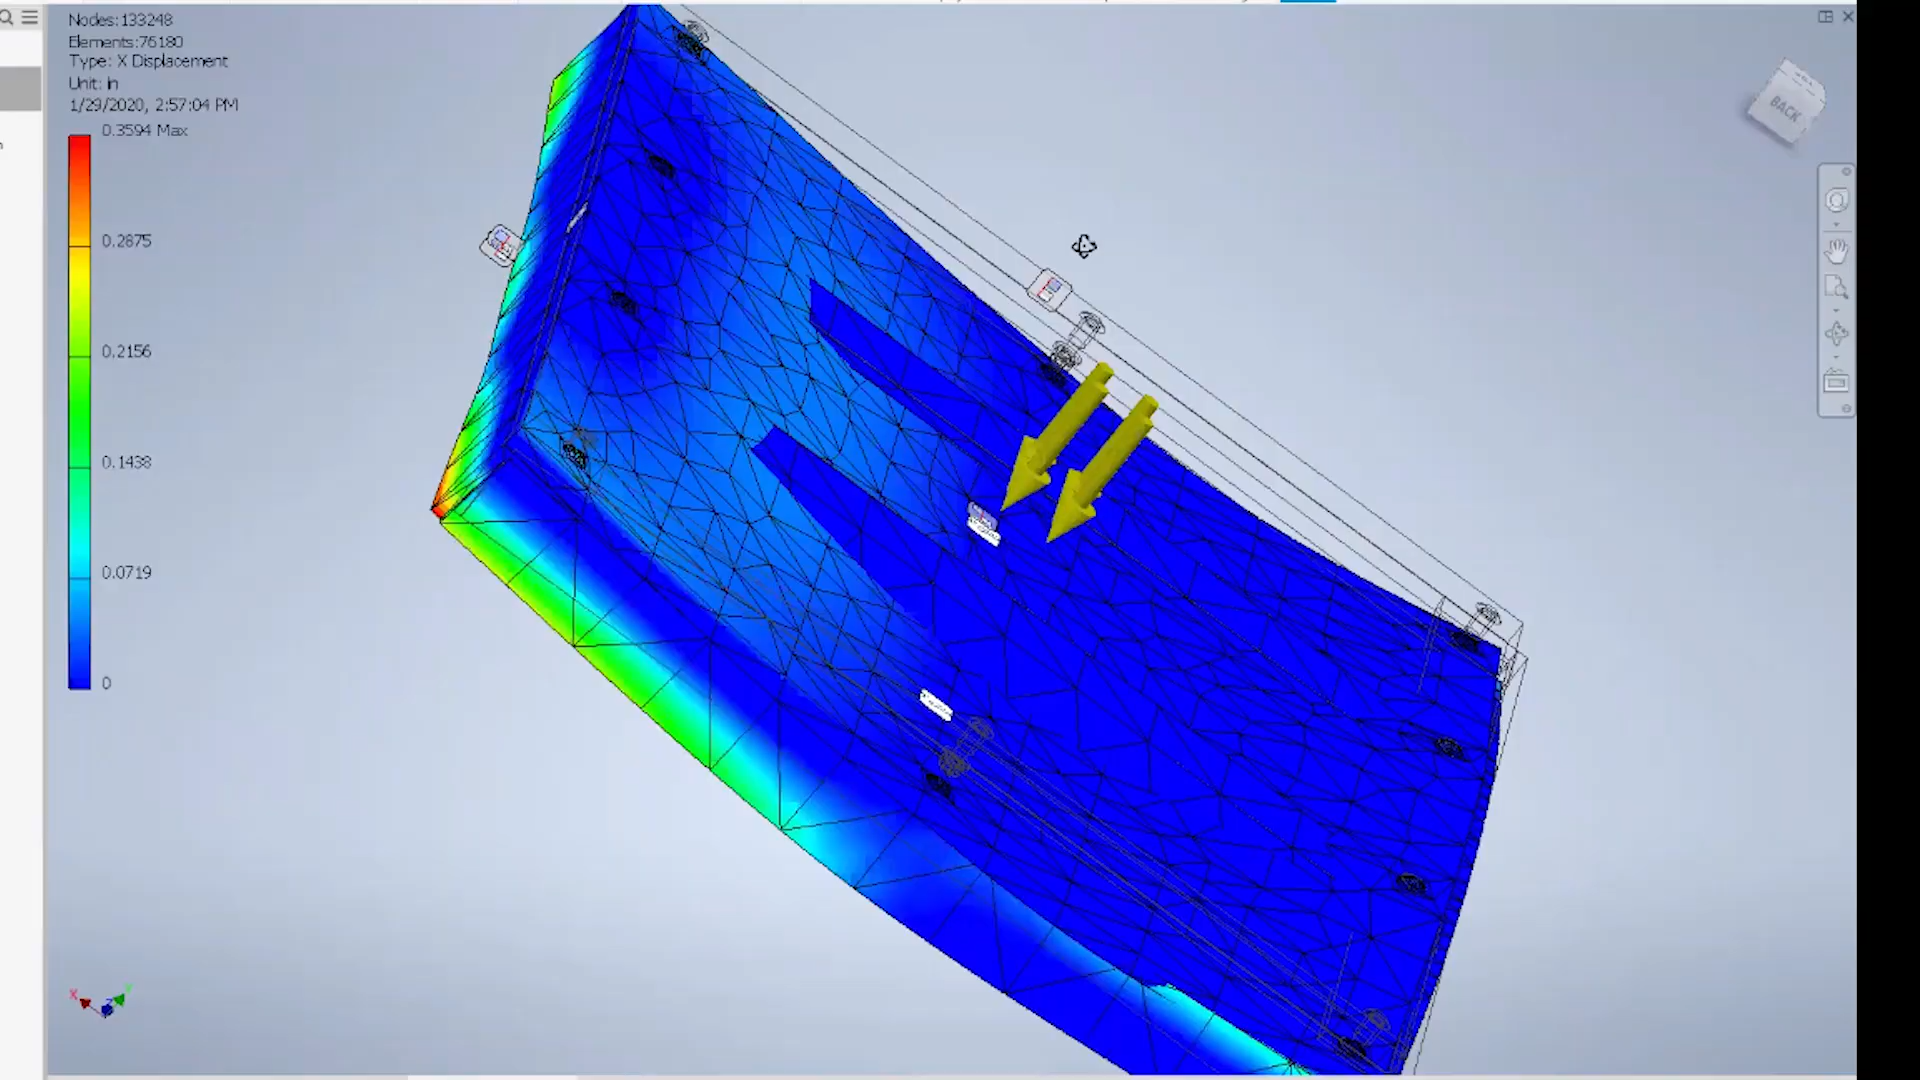 Nodes:133248
Elements:76180
Type: X Displacement
Unit: in
1/29/2020, 2:57:04 PM
0.3594 Max
0.2875
0.2156
0.1438
0.0719
0
BACK
X
Y
Z